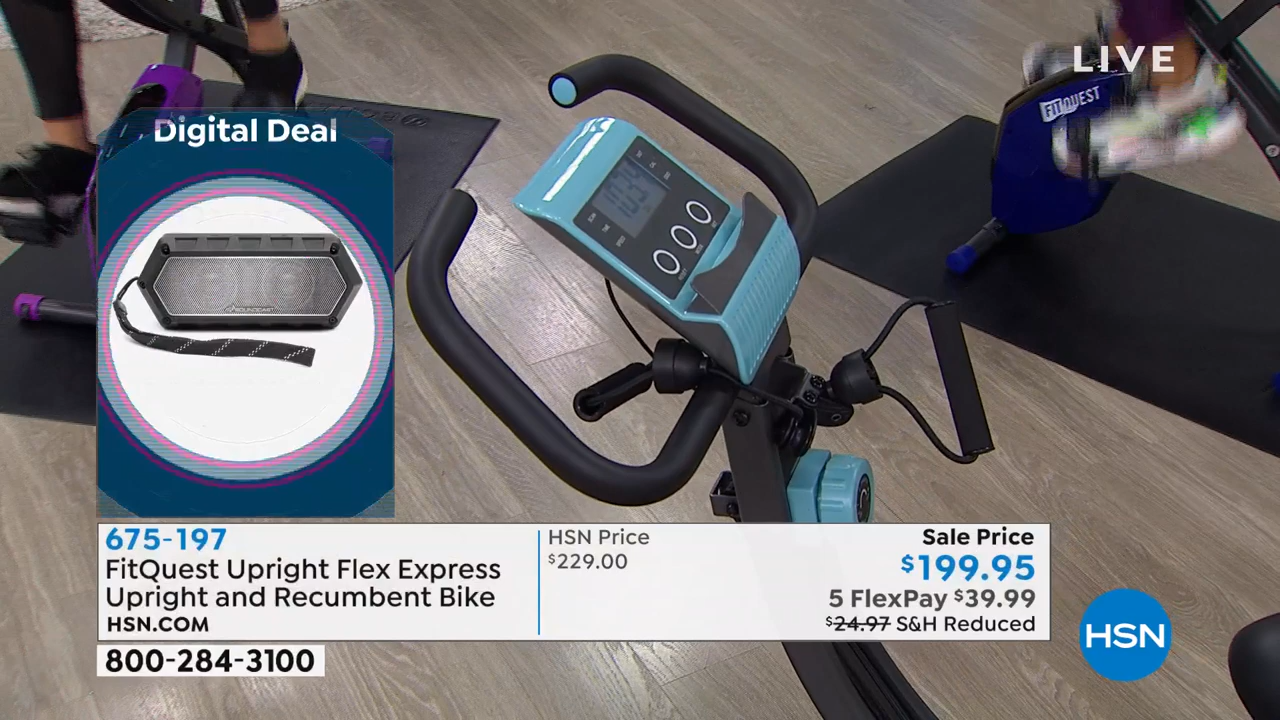 LIVE
FITQUEST
Digital Deal
SOUNDCAST
675-197
FitQuest Upright Flex Express
Upright and Recumbent Bike
HSN.COM
HSN Price
$229.00
Sale Price
$199.95
5 FlexPay $39.99
$24.97 S&H Reduced
800-284-3100
HSN